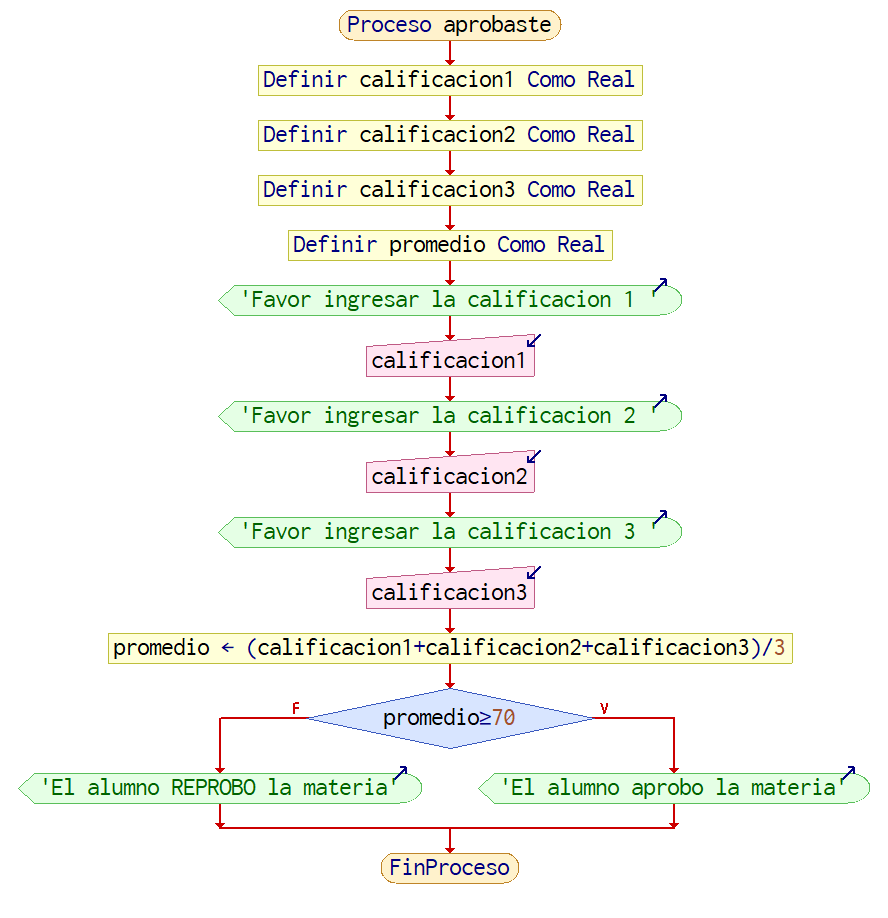 Proceso aprobaste
Definir calificacion1 Como Real
Definir calificacion2 Como Real
Definir calificacion3 Como Real
Definir promedio Como Real
'Favor ingresar la calificacion 1 '
calificacion1
'Favor ingresar la calificacion 2 '
calificacion2
'Favor ingresar la calificacion 3 '
calificacion3
promedio ← (calificacion1+calificacion2+calificacion3)/3
F
V
promedio≥70
'El alumno REPROBO la materia'
'El alumno aprobo la materia'
FinProceso